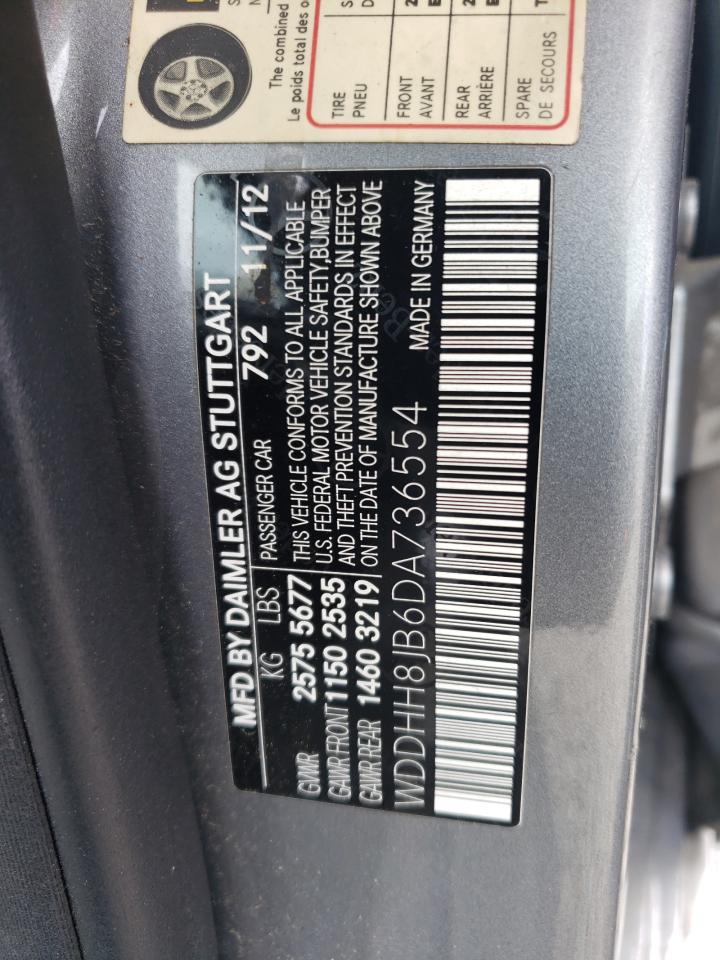 The combined
Le poids total des o
TIRE
PNEU
FRONT
AVANT
REAR
ARRIÈRE
SPARE
DE SECOURS
MFD BY DAIMLER AG STUTTGART
KG LBS PASSENGER CAR 792 11/12
GVWR 2575 5677 THIS VEHICLE CONFORMS TO ALL APPLICABLE
GAWR FRONT 1150 2535 U.S. FEDERAL MOTOR VEHICLE SAFETY,BUMPER
GAWR REAR 1460 3219 AND THEFT PREVENTION STANDARDS IN EFFECT
ON THE DATE OF MANUFACTURE SHOWN ABOVE
WDDHH8JB6DA736554 MADE IN GERMANY